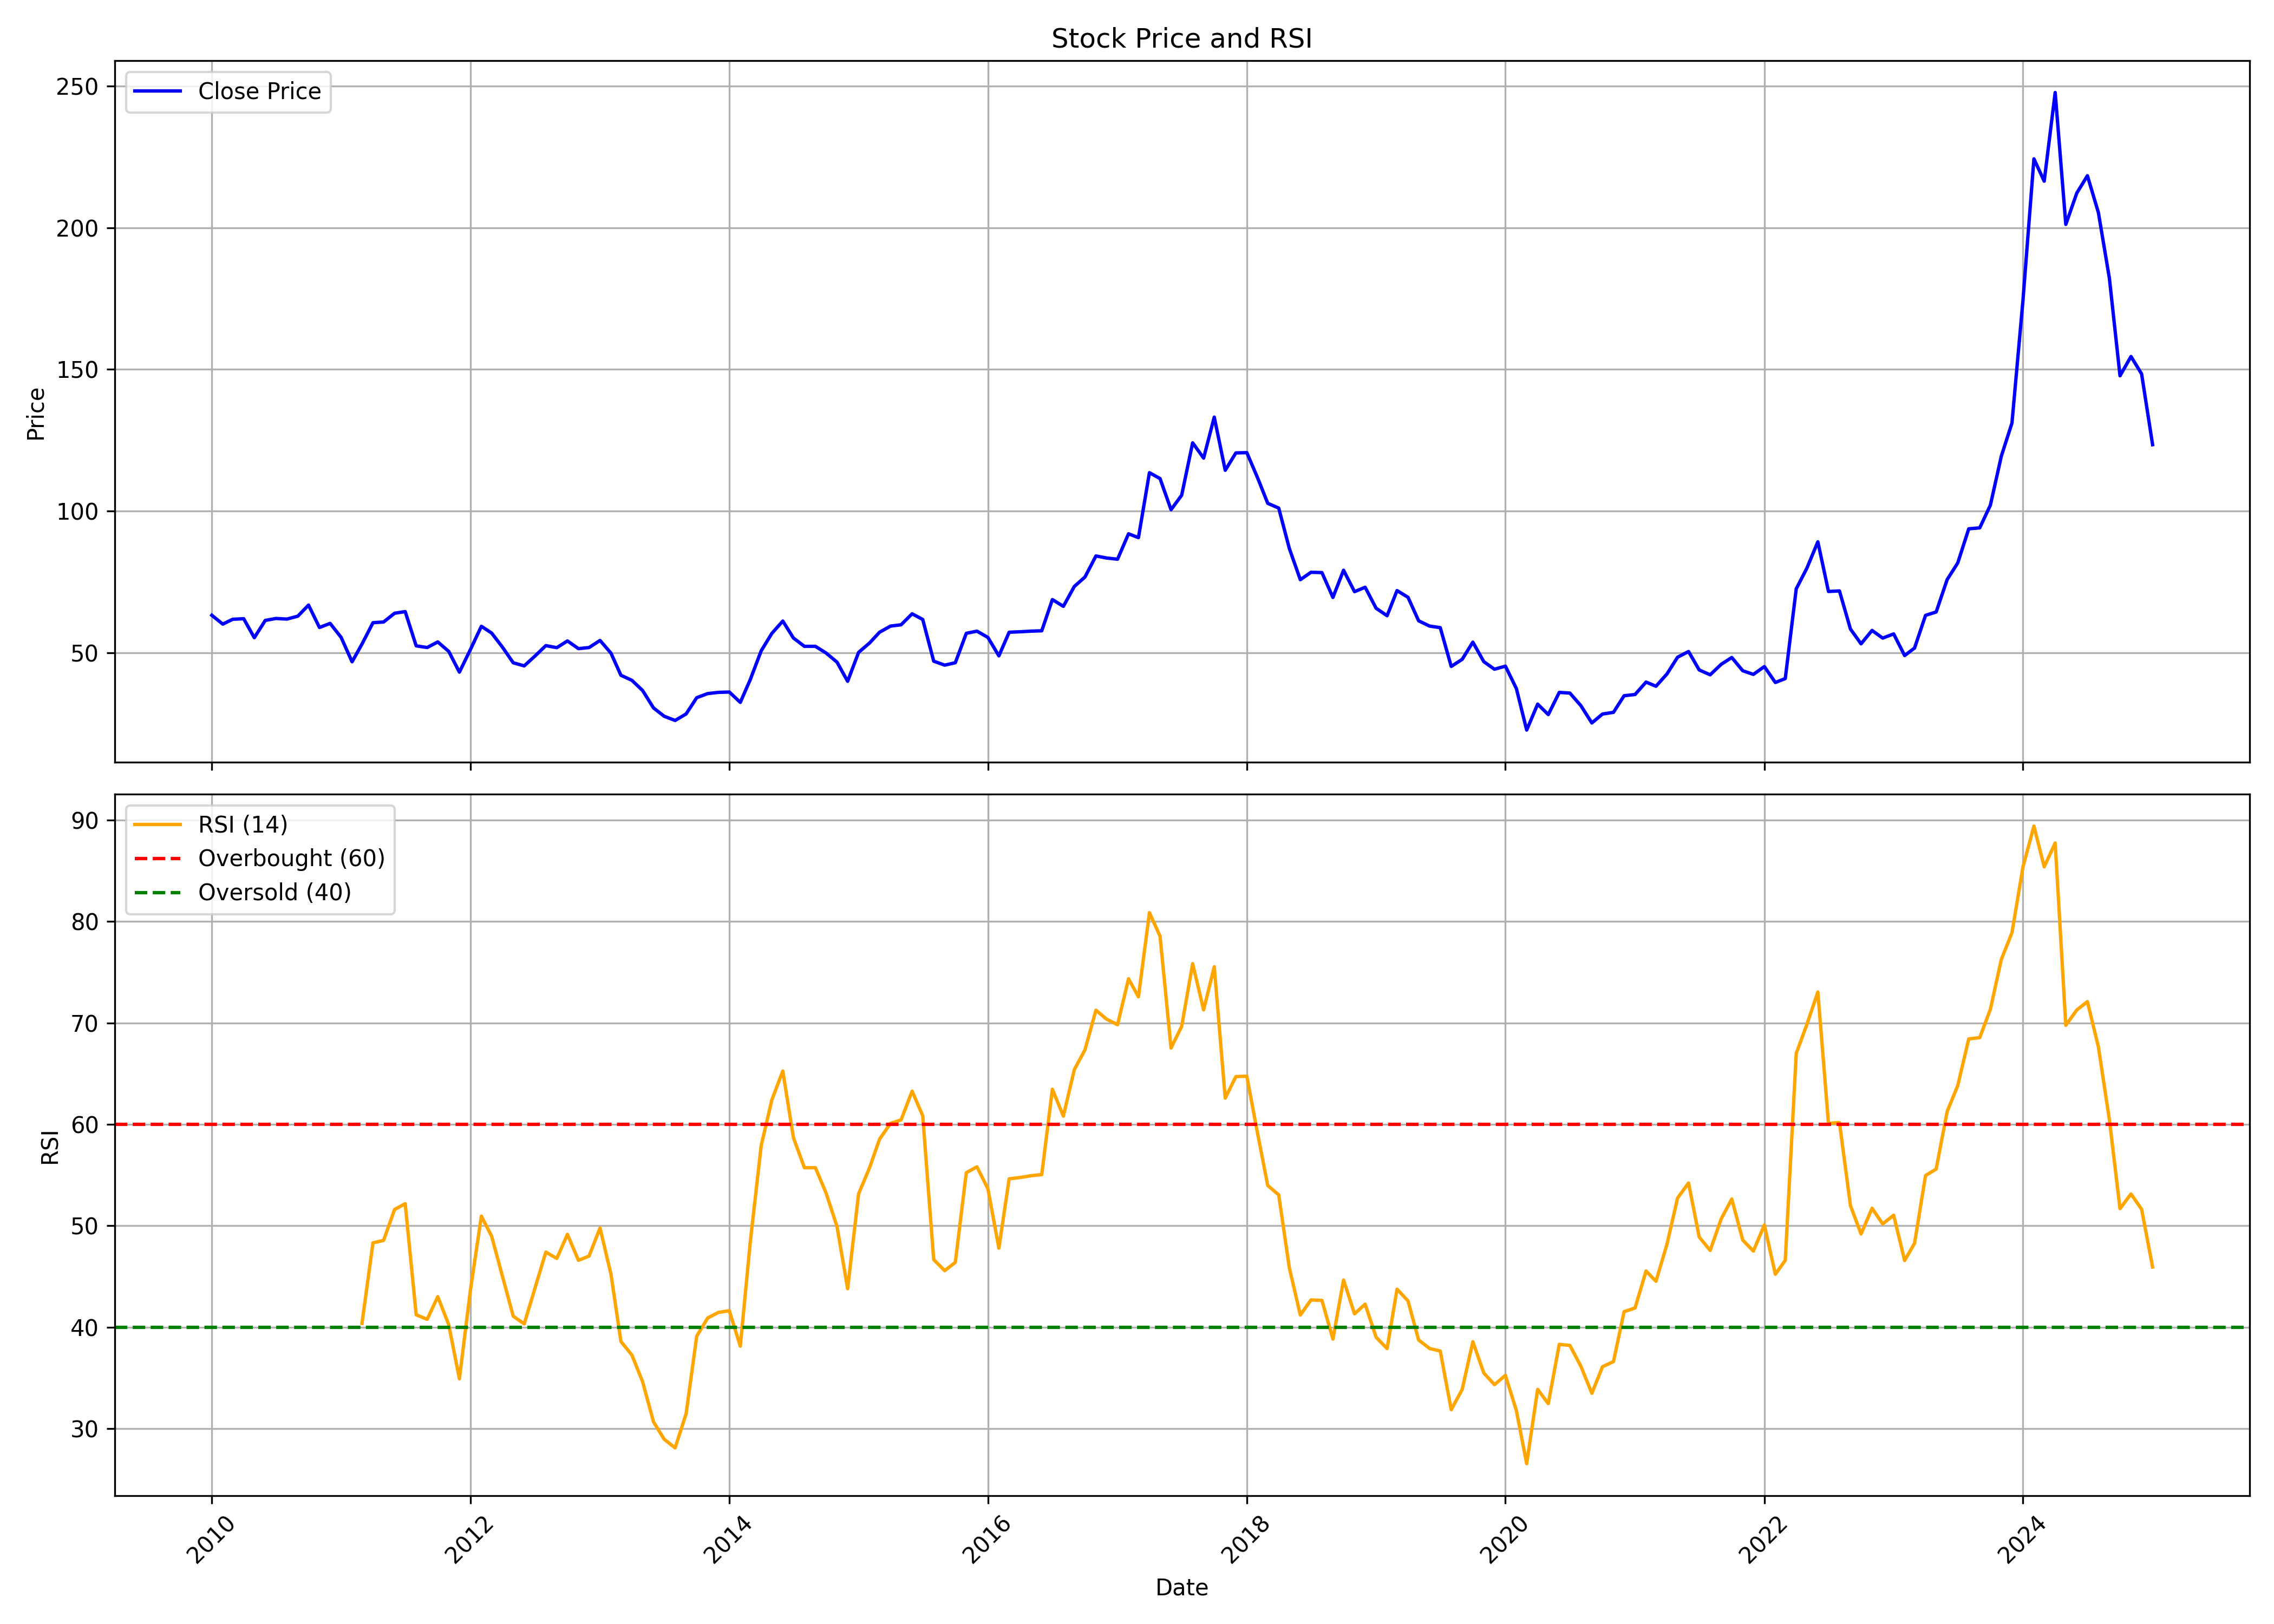 Stock Price and RSI
Close Price
250
200
150
100
50
Price
RSI (14)
Overbought (60)
Oversold (40)
90
80
70
60
50
40
30
RSI
2010
2012
2014
2016
2018
2020
2022
2024
Date